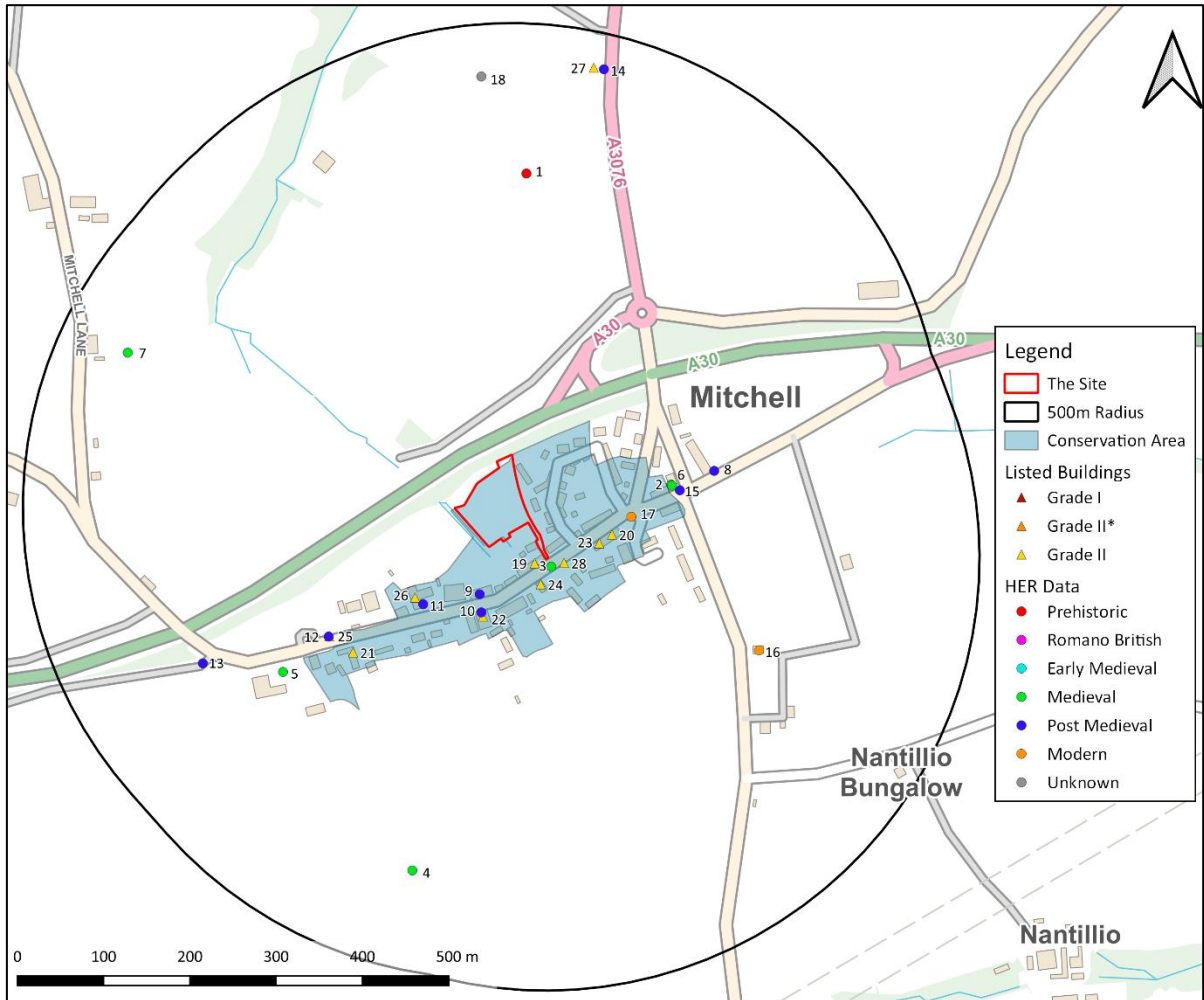 27
14
18
A3076
1
MITCHELL LANE
7
A30
A30
A30
Mitchell
Legend
The Site
500m Radius
Conservation Area
Listed Buildings
Grade I
Grade II*
Grade II
HER Data
Prehistoric
Romano British
Early Medieval
Medieval
Post Medieval
Modern
Unknown
6
8
2
15
17
23
20
19
3
28
24
26
11
9
10
22
12
25
21
13
5
16
Nantillio
Bungalow
4
Nantillio
0 100 200 300 400 500 m